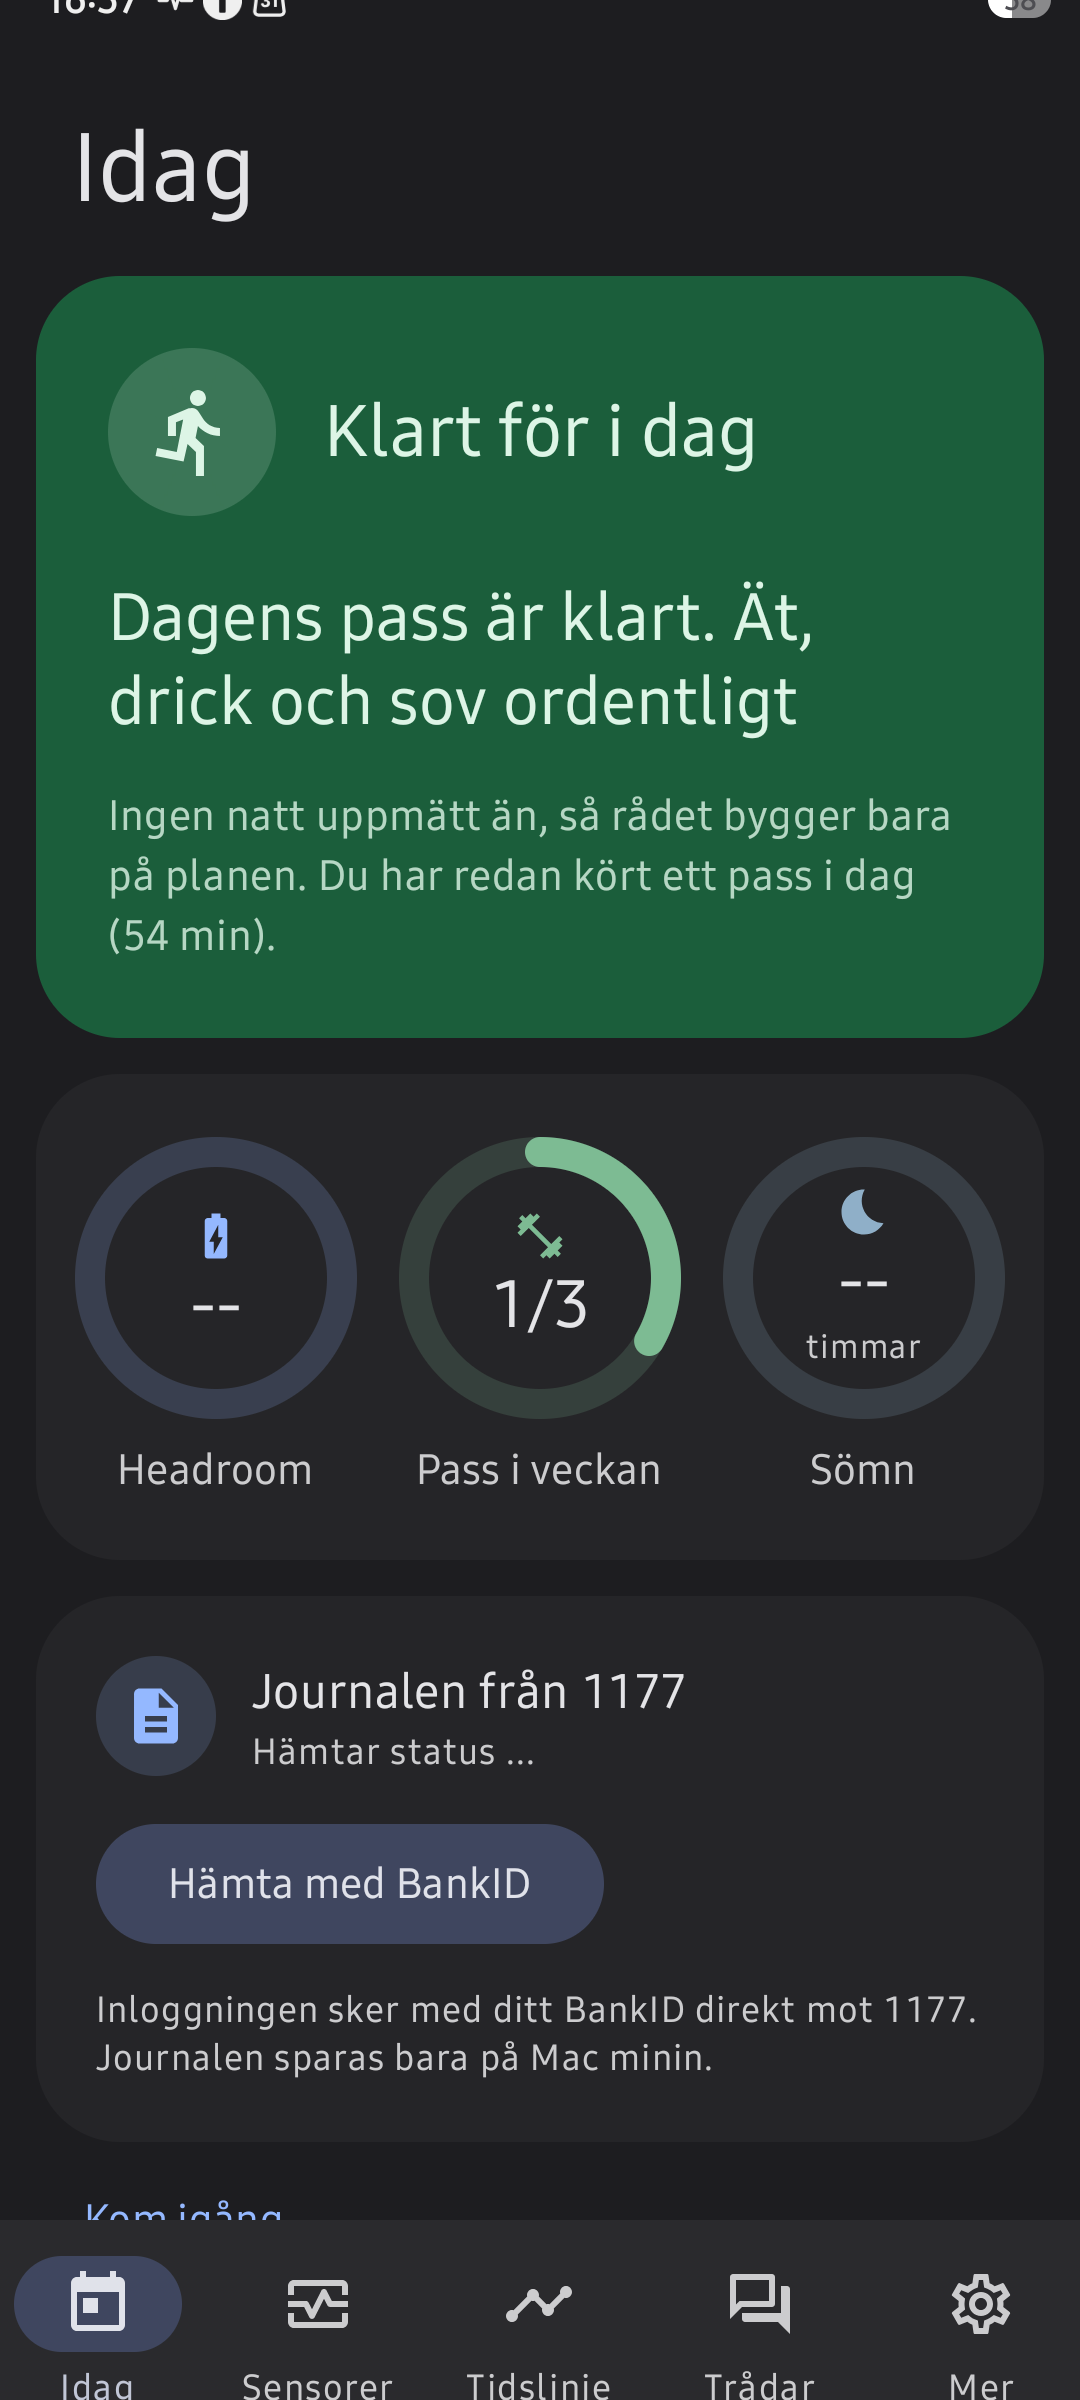 Idag
Klart för i dag
Dagens pass är klart. Ät,
drick och sov ordentligt
Ingen natt uppmätt än, så rådet bygger bara
på planen. Du har redan kört ett pass i dag
(54 min).
--
1/3
--
timmar
Headroom
Pass i veckan
Sömn
Journalen från 1177
Hämtar status ...
Hämta med BankID
Inloggningen sker med ditt BankID direkt mot 1177.
Journalen sparas bara på Mac minin.
Kom igång
Idag
Sensorer
Tidslinje
Trådar
Mer